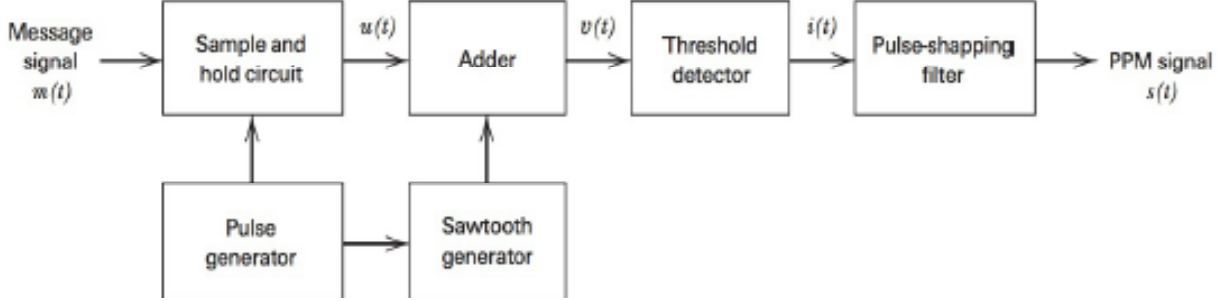 Message
signal
m(t)
Sample and
hold circuit
u(t)
Adder
v(t)
Threshold
detector
i(t)
Pulse-shapping
filter
PPM signal
s(t)
Pulse
generator
Sawtooth
generator